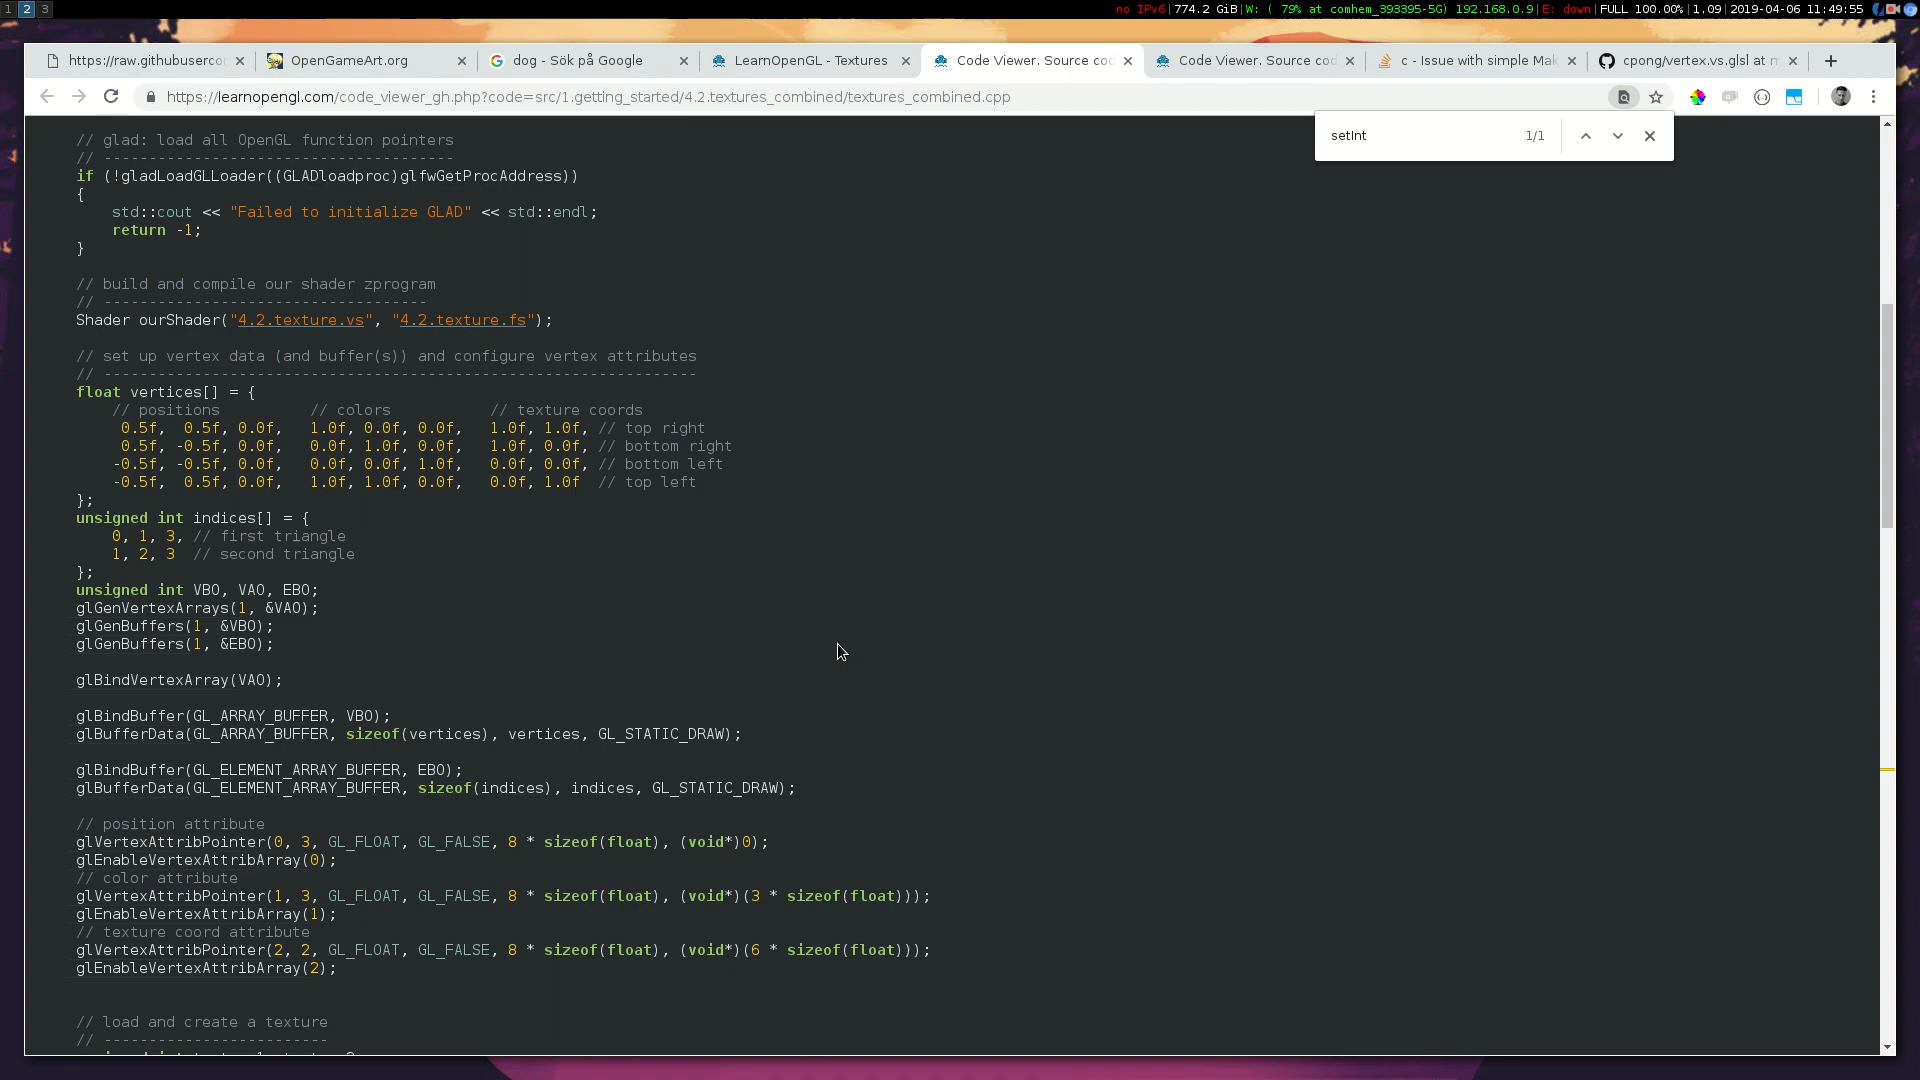 1 2 3 no IPv6|774.2 GiB|W: ( 79% at comhem_393395-5G) 192.168.0.9|E: down|FULL 100.00%|1.09|2019-04-06 11:49:55
https://raw.githubuserco OpenGameArt.org dog - Sök på Google LearnOpenGL - Textures Code Viewer. Source co Code Viewer. Source cod c - Issue with simple Mak cpong/vertex.vs.glsl at m
https://learnopengl.com/code_viewer_gh.php?code=src/1.getting_started/4.2.textures_combined/textures_combined.cpp
setInt 1/1
// glad: load all OpenGL function pointers
// ---------------------------------------
if (!gladLoadGLLoader((GLADloadproc)glfwGetProcAddress))
{
std::cout << "Failed to initialize GLAD" << std::endl;
return -1;
}
// build and compile our shader zprogram
// ------------------------------------
Shader ourShader("4.2.texture.vs", "4.2.texture.fs");
// set up vertex data (and buffer(s)) and configure vertex attributes
// ------------------------------------------------------------------
float vertices[] = {
// positions // colors // texture coords
0.5f, 0.5f, 0.0f, 1.0f, 0.0f, 0.0f, 1.0f, 1.0f, // top right
0.5f, -0.5f, 0.0f, 0.0f, 1.0f, 0.0f, 1.0f, 0.0f, // bottom right
-0.5f, -0.5f, 0.0f, 0.0f, 0.0f, 1.0f, 0.0f, 0.0f, // bottom left
-0.5f, 0.5f, 0.0f, 1.0f, 1.0f, 0.0f, 0.0f, 1.0f // top left
};
unsigned int indices[] = {
0, 1, 3, // first triangle
1, 2, 3 // second triangle
};
unsigned int VBO, VAO, EBO;
glGenVertexArrays(1, &VAO);
glGenBuffers(1, &VBO);
glGenBuffers(1, &EBO);
glBindVertexArray(VAO);
glBindBuffer(GL_ARRAY_BUFFER, VBO);
glBufferData(GL_ARRAY_BUFFER, sizeof(vertices), vertices, GL_STATIC_DRAW);
glBindBuffer(GL_ELEMENT_ARRAY_BUFFER, EBO);
glBufferData(GL_ELEMENT_ARRAY_BUFFER, sizeof(indices), indices, GL_STATIC_DRAW);
// position attribute
glVertexAttribPointer(0, 3, GL_FLOAT, GL_FALSE, 8 * sizeof(float), (void*)0);
glEnableVertexAttribArray(0);
// color attribute
glVertexAttribPointer(1, 3, GL_FLOAT, GL_FALSE, 8 * sizeof(float), (void*)(3 * sizeof(float)));
glEnableVertexAttribArray(1);
// texture coord attribute
glVertexAttribPointer(2, 2, GL_FLOAT, GL_FALSE, 8 * sizeof(float), (void*)(6 * sizeof(float)));
glEnableVertexAttribArray(2);
// load and create a texture
// -------------------------